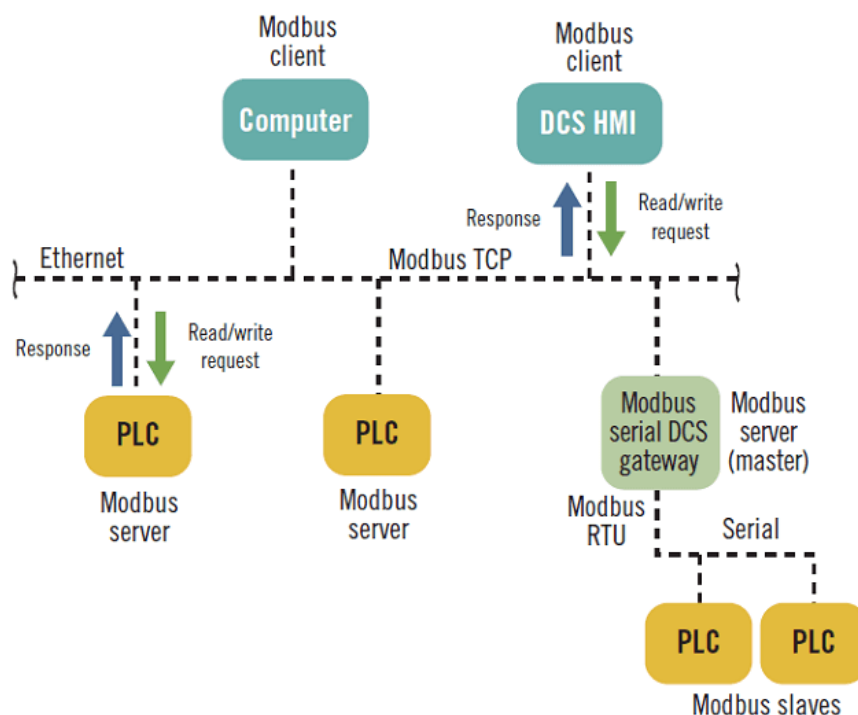 Modbus
client
Modbus
client
Computer
DCS HMI
Response
Read/write
request
Ethernet
Modbus TCP
Response
Read/write
request
PLC
PLC
Modbus
serial DCS
gateway
Modbus
server
(master)
Modbus
server
Modbus
server
Modbus
RTU
Serial
PLC
PLC
Modbus slaves